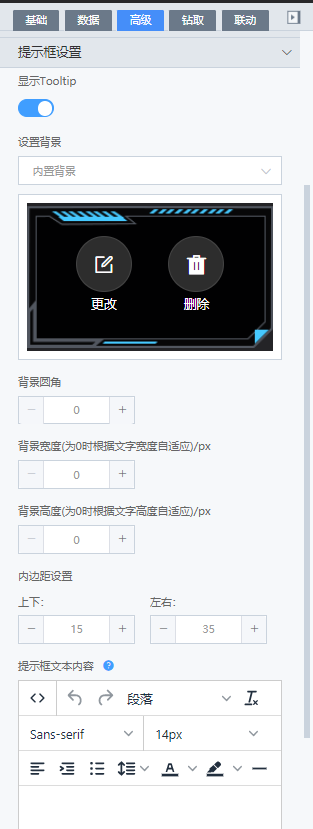 基础 数据 高级 钻取 联动
提示框设置
显示Tooltip
设置背景
内置背景
更改 删除
背景圆角
0
背景宽度(为0时根据文字宽度自适应)/px
0
背景高度(为0时根据文字高度自适应)/px
0
内边距设置
上下: 左右:
15 35
提示框文本内容
段落
Sans-serif 14px